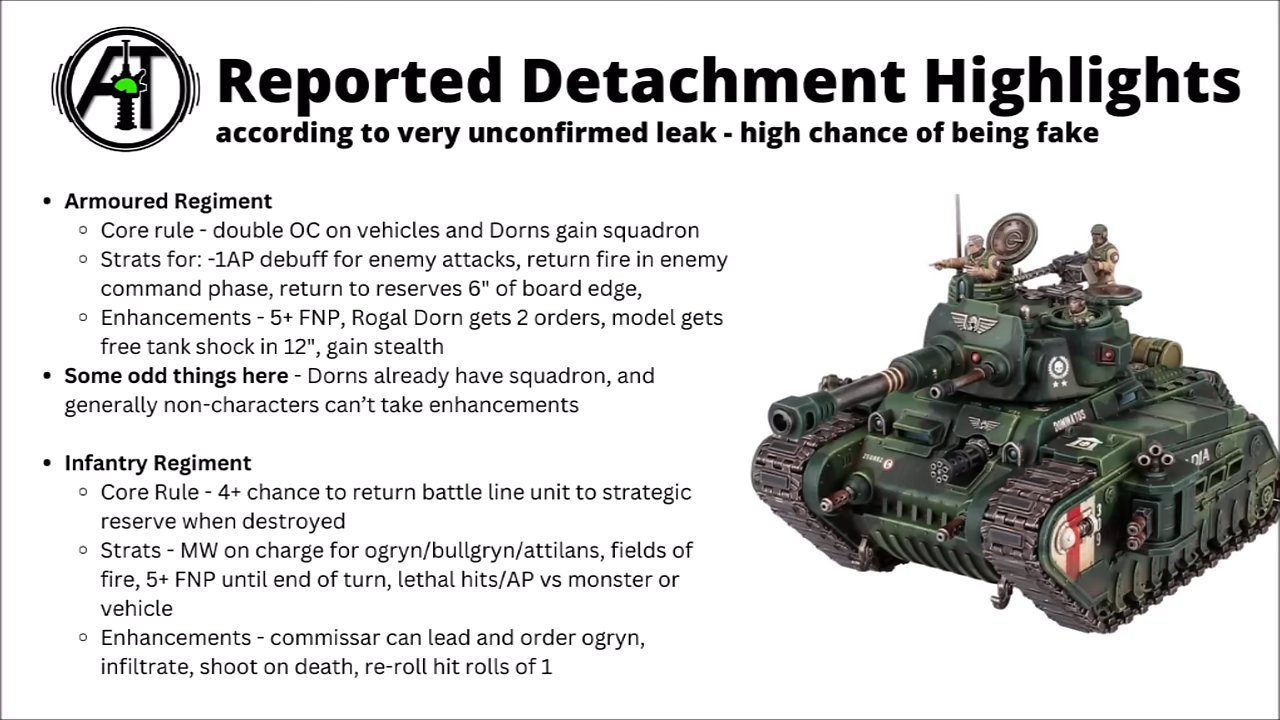 AT
Reported Detachment Highlights
according to very unconfirmed leak - high chance of being fake
• Armoured Regiment
◦ Core rule - double OC on vehicles and Dorns gain squadron
◦ Strats for: -1AP debuff for enemy attacks, return fire in enemy
command phase, return to reserves 6" of board edge,
◦ Enhancements - 5+ FNP, Rogal Dorn gets 2 orders, model gets
free tank shock in 12", gain stealth
• Some odd things here - Dorns already have squadron, and
generally non-characters can’t take enhancements
• Infantry Regiment
◦ Core Rule - 4+ chance to return battle line unit to strategic
reserve when destroyed
◦ Strats - MW on charge for ogryn/bullgryn/attilans, fields of
fire, 5+ FNP until end of turn, lethal hits/AP vs monster or
vehicle
◦ Enhancements - commissar can lead and order ogryn,
infiltrate, shoot on death, re-roll hit rolls of 1
DOMINATUS